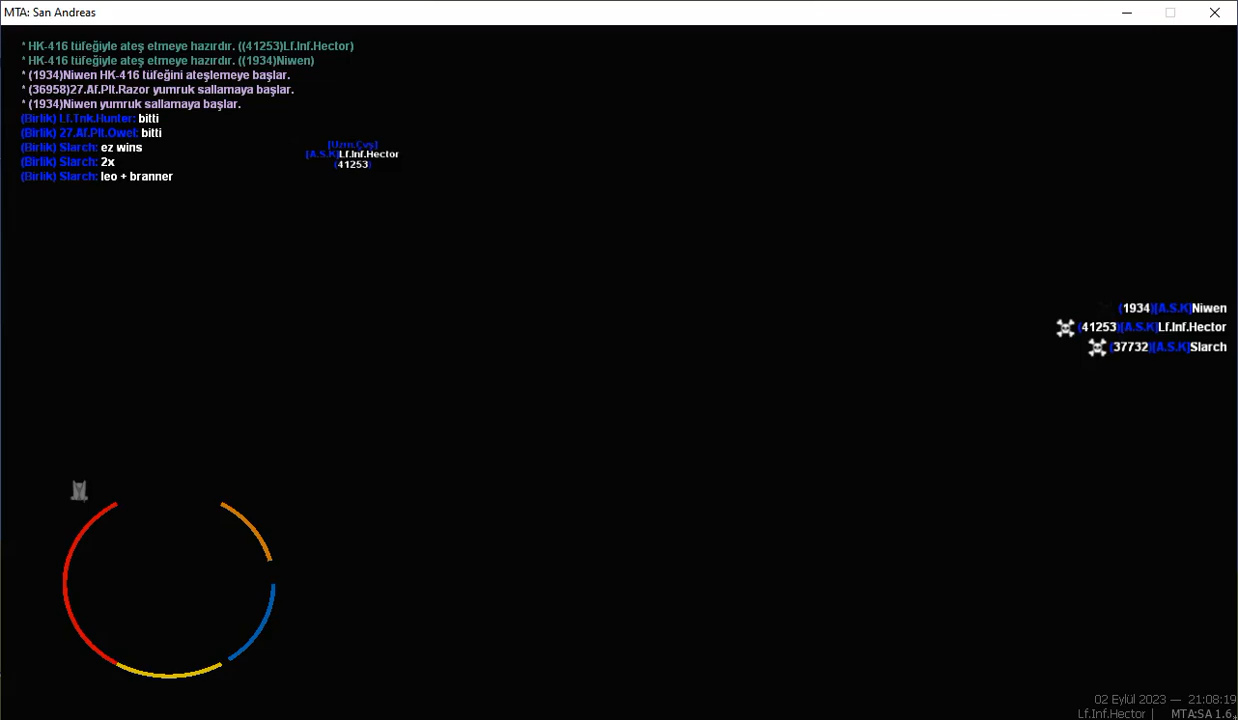 MTA: San Andreas
* HK-416 tüfeğiyle ateş etmeye hazırdır. ((41253)Lf.Inf.Hector)
* HK-416 tüfeğiyle ateş etmeye hazırdır. ((1934)Niwen)
* (1934)Niwen HK-416 tüfeğini ateşlemeye başlar.
* (36958)27.Af.Plt.Razor yumruk sallamaya başlar.
* (1934)Niwen yumruk sallamaya başlar.
(Birlik) Lf.Tnk.Hunter: bitti
(Birlik) 27.Af.Plt.Owel: bitti
(Birlik) Slarch: ez wins
(Birlik) Slarch: 2x
(Birlik) Slarch: leo + branner
[Uzm.Çvş]
[A.S.K]Lf.Inf.Hector
(41253)
(1934)[A.S.K]Niwen
(41253)[A.S.K]Lf.Inf.Hector
(37732)[A.S.K]Slarch
02 Eylül 2023 — 21:08:19
Lf.Inf.Hector | MTA:SA 1.6